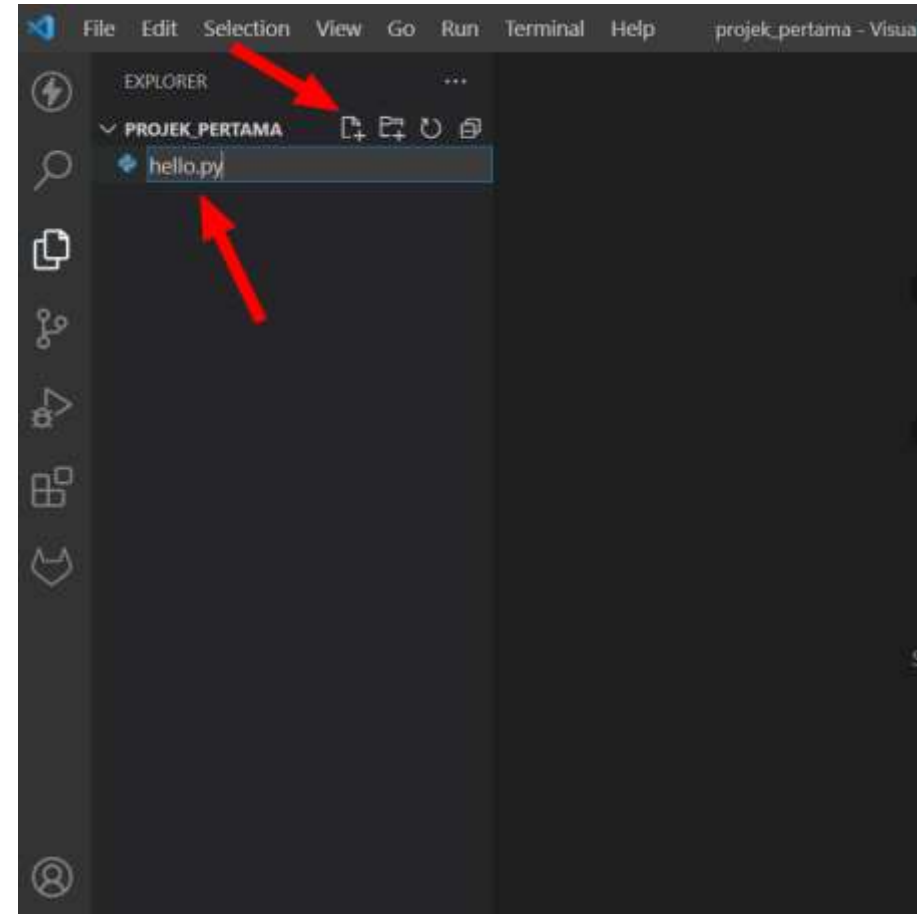 File Edit Selection View Go Run Terminal Help projek_pertama - Visua
EXPLORER
PROJEK_PERTAMA
hello.py